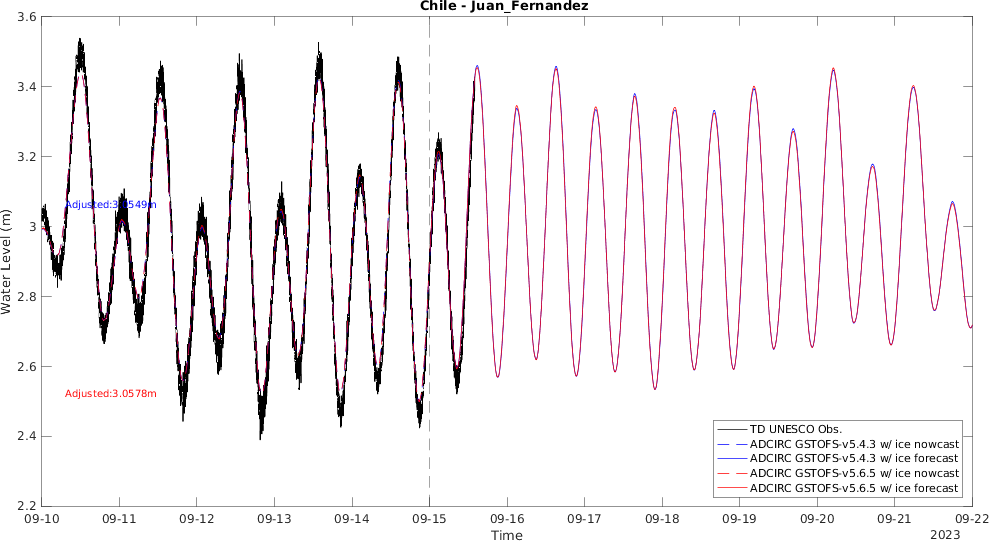 Chile - Juan_Fernandez
3.6
3.4
3.2
3
2.8
2.6
2.4
2.2
Water Level (m)
Adjusted:3.0549m
Adjusted:3.0578m
TD UNESCO Obs.
ADCIRC GSTOFS-v5.4.3 w/ ice nowcast
ADCIRC GSTOFS-v5.4.3 w/ ice forecast
ADCIRC GSTOFS-v5.6.5 w/ ice nowcast
ADCIRC GSTOFS-v5.6.5 w/ ice forecast
09-10 09-11 09-12 09-13 09-14 09-15 09-16 09-17 09-18 09-19 09-20 09-21 09-22
Time
2023